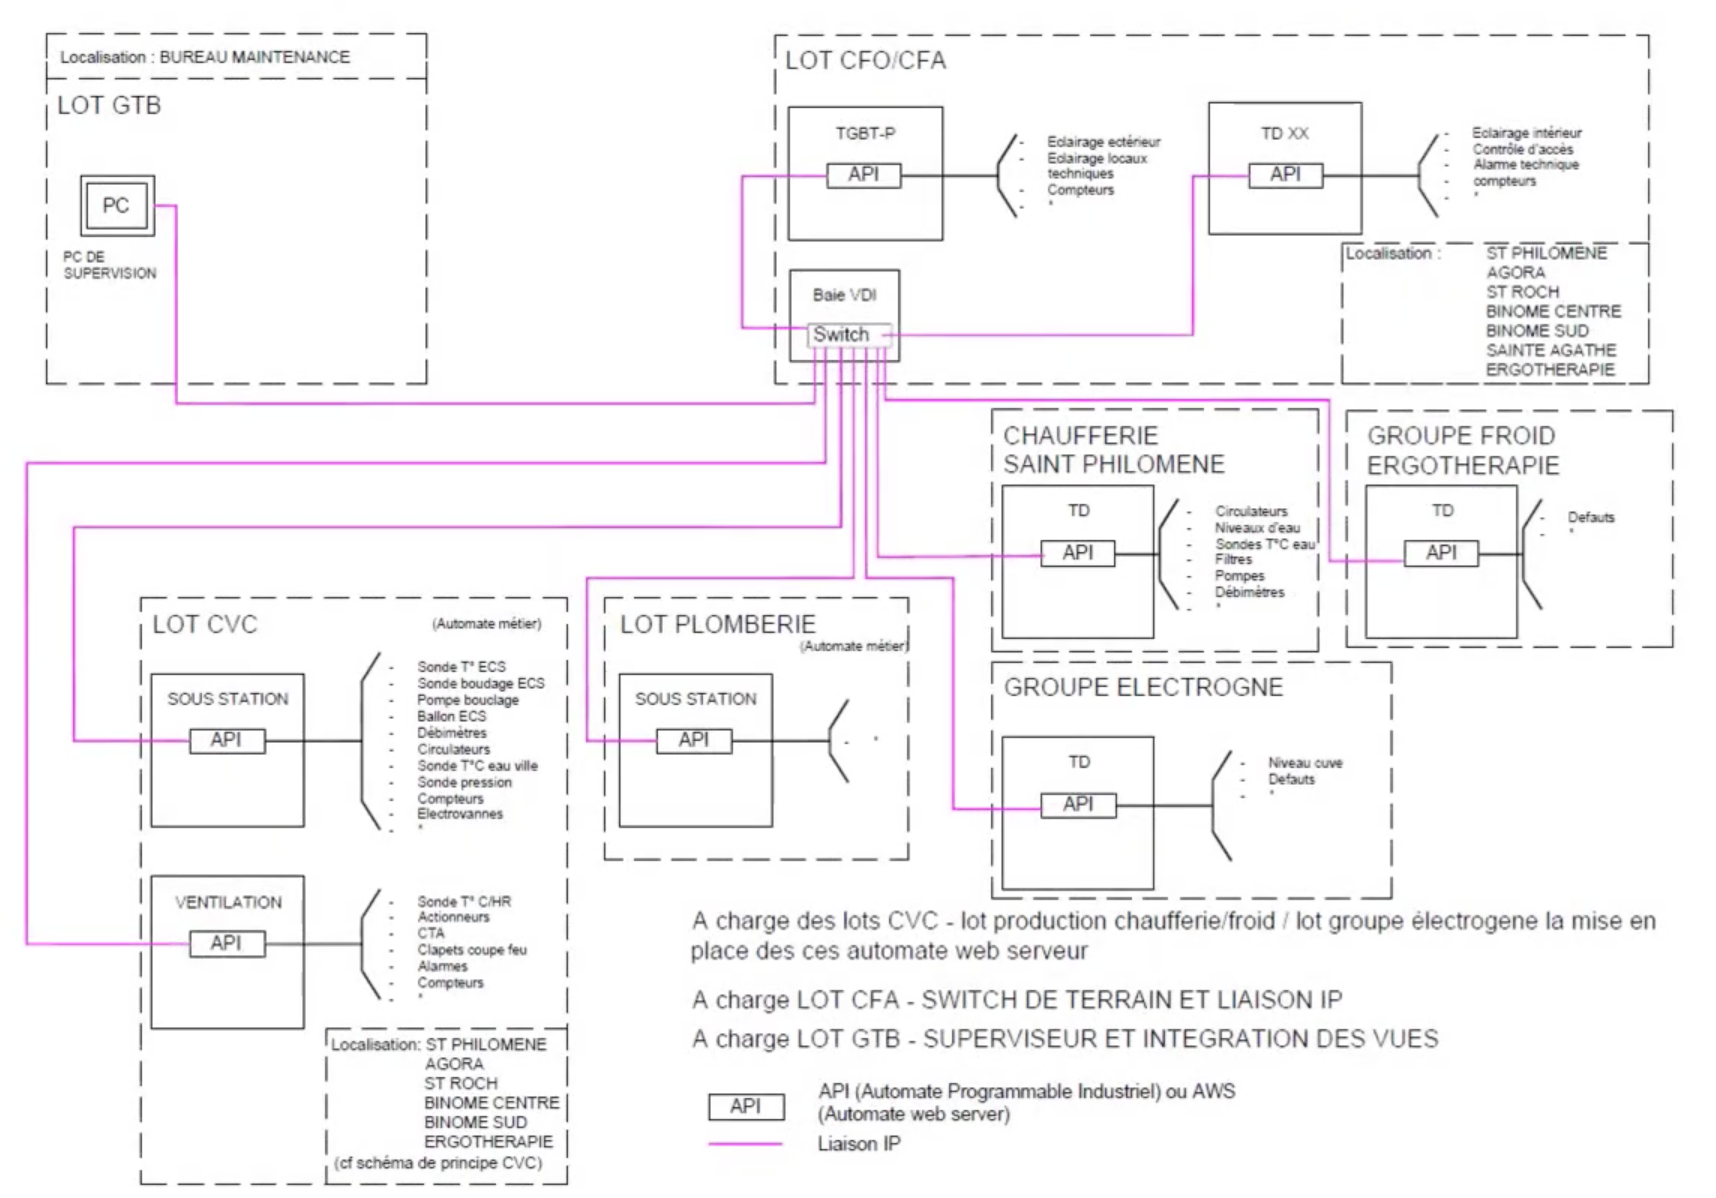 Localisation : BUREAU MAINTENANCE
LOT GTB
PC
PC DE
SUPERVISION
LOT CFO/CFA
TGBT-P
API
- Eclairage ectérieur
- Eclairage locaux
techniques
- Compteurs
- *
TD XX
API
- Eclairage intérieur
- Contrôle d'accès
- Alarme technique
- compteurs
- *
Baie VDI
Switch
Localisation : ST PHILOMENE
AGORA
ST ROCH
BINOME CENTRE
BINOME SUD
SAINTE AGATHE
ERGOTHERAPIE
CHAUFFERIE
SAINT PHILOMENE
TD
API
- Circulateurs
- Niveaux d'eau
- Sondes T°C eau
- Filtres
- Pompes
- Débimètres
- *
GROUPE FROID
ERGOTHERAPIE
TD
API
- Defauts
- *
LOT CVC
(Automate métier)
SOUS STATION
API
- Sonde T° ECS
- Sonde boudage ECS
- Pompe bouclage
- Ballon ECS
- Débimètres
- Circulateurs
- Sonde T°C eau ville
- Sonde pression
- Compteurs
- Electrovannes
- *
VENTILATION
API
- Sonde T° C/HR
- Actionneurs
- CTA
- Clapets coupe feu
- Alarmes
- Compteurs
- *
Localisation: ST PHILOMENE
AGORA
ST ROCH
BINOME CENTRE
BINOME SUD
ERGOTHERAPIE
(cf schéma de principe CVC)
LOT PLOMBERIE
(Automate métier)
SOUS STATION
API
- *
GROUPE ELECTROGNE
TD
API
- Niveau cuve
- Defauts
- *
A charge des lots CVC - lot production chaufferie/froid / lot groupe électrogene la mise en
place des ces automate web serveur
A charge LOT CFA - SWITCH DE TERRAIN ET LIAISON IP
A charge LOT GTB - SUPERVISEUR ET INTEGRATION DES VUES
API
API (Automate Programmable Industriel) ou AWS
(Automate web server)
Liaison IP